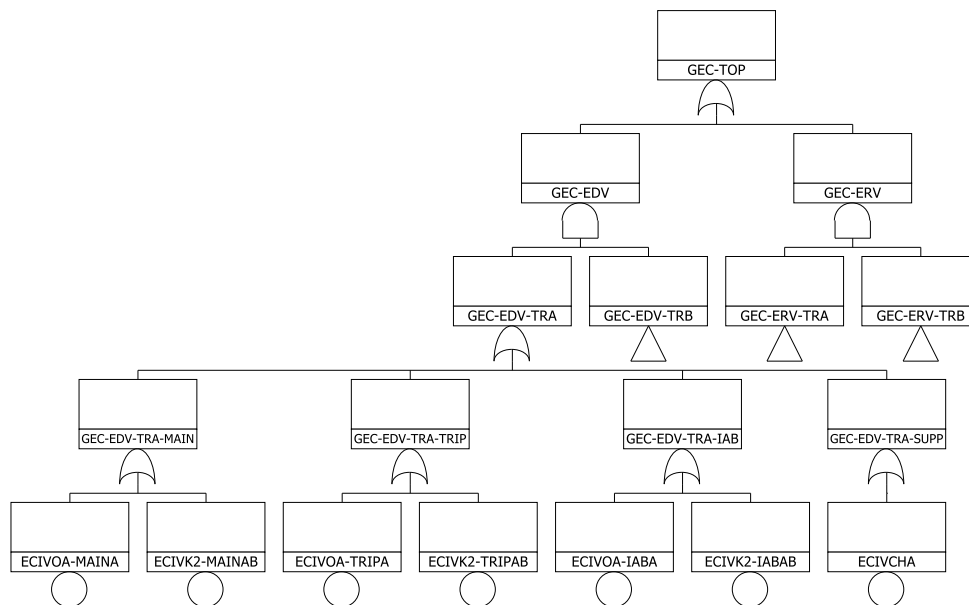 GEC-TOP
GEC-EDV
GEC-ERV
GEC-EDV-TRA
GEC-EDV-TRB
GEC-ERV-TRA
GEC-ERV-TRB
GEC-EDV-TRA-MAIN
GEC-EDV-TRA-TRIP
GEC-EDV-TRA-IAB
GEC-EDV-TRA-SUPP
ECIVOA-MAINA
ECIVK2-MAINAB
ECIVOA-TRIPA
ECIVK2-TRIPAB
ECIVOA-IABA
ECIVK2-IABAB
ECIVCHA